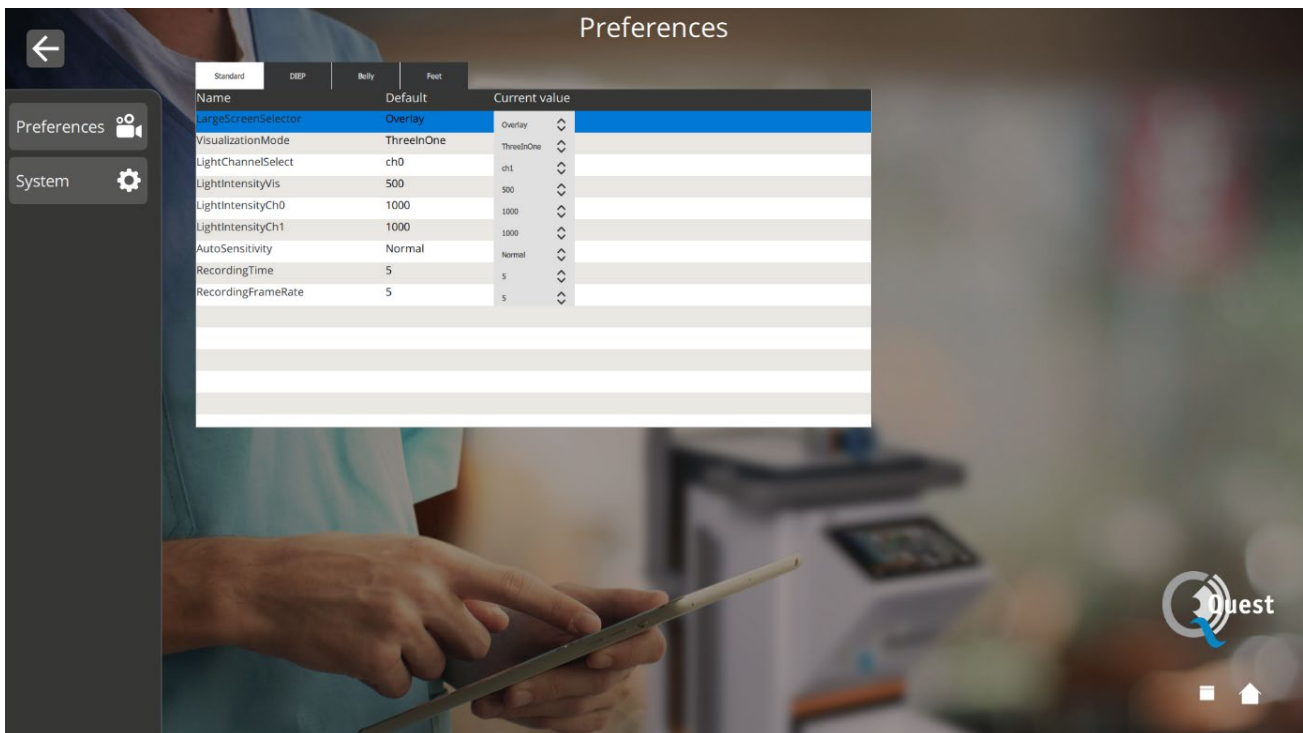 Preferences
Standard DIEP Belly Feet
Name Default Current value
LargeScreenSelector Overlay Overlay
VisualizationMode ThreeInOne ThreeInOne
LightChannelSelect ch0 ch1
LightIntensityVis 500 500
LightIntensityCh0 1000 1000
LightIntensityCh1 1000 1000
AutoSensitivity Normal Normal
RecordingTime 5 5
RecordingFrameRate 5 5
Preferences
System
Quest